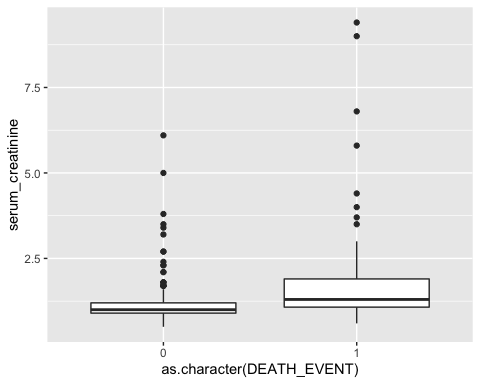 serum_creatinine
7.5
5.0
2.5
0
1
as.character(DEATH_EVENT)